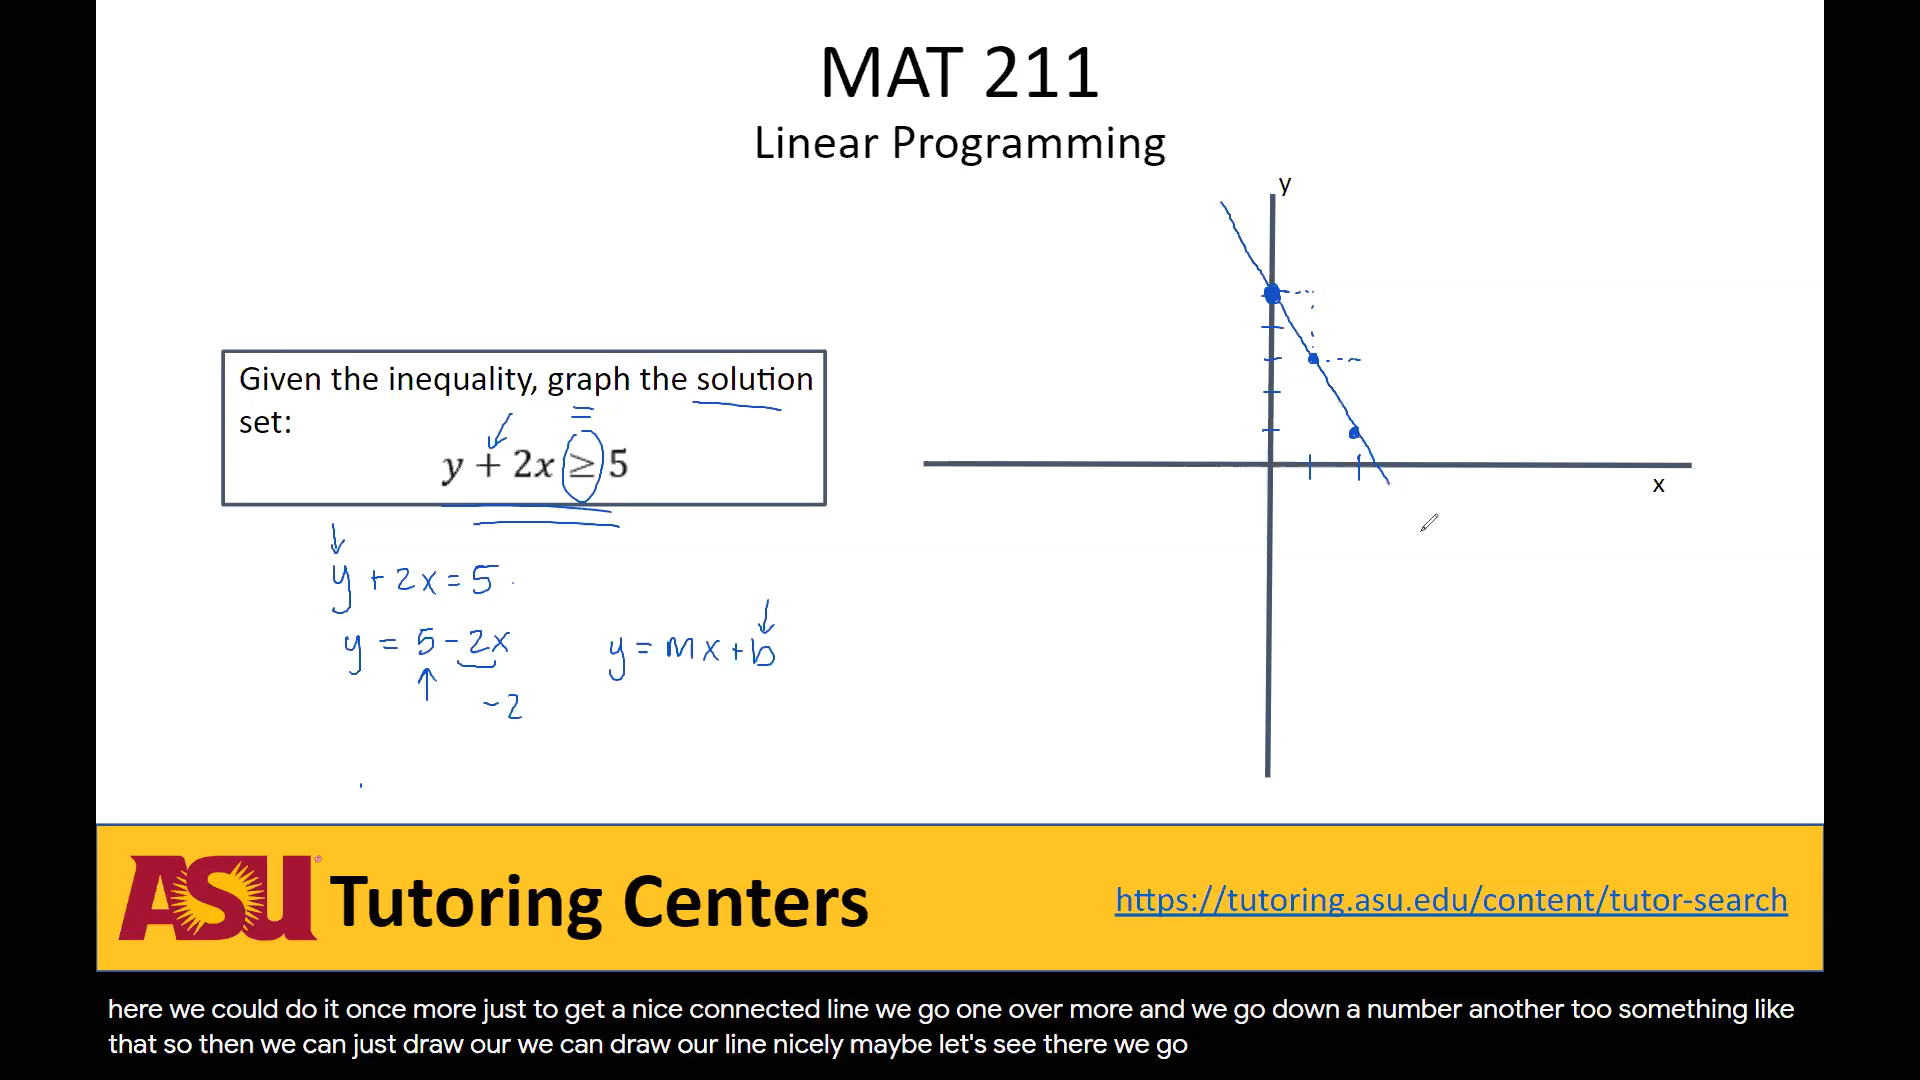 MAT 211
Linear Programming
y
Given the inequality, graph the solution
set:
=
y + 2x ≥ 5
x
y + 2x = 5
y = 5 - 2x
y = mx + b
-2
ASU Tutoring Centers
https://tutoring.asu.edu/content/tutor-search
here we could do it once more just to get a nice connected line we go one over more and we go down a number another too something like
that so then we can just draw our we can draw our line nicely maybe let's see there we go